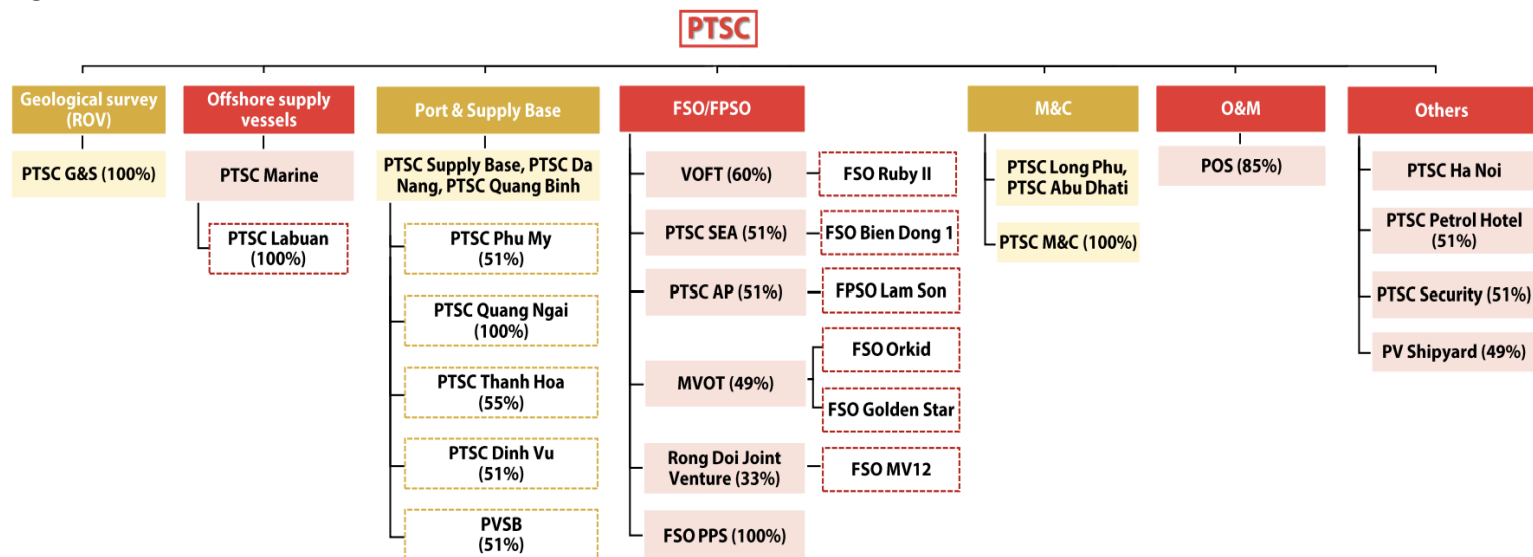 PTSC
Geological survey
(ROV)
PTSC G&S (100%)
Offshore supply
vessels
PTSC Marine
PTSC Labuan
(100%)
Port & Supply Base
PTSC Supply Base, PTSC Da
Nang, PTSC Quang Binh
PTSC Phu My
(51%)
PTSC Quang Ngai
(100%)
PTSC Thanh Hoa
(55%)
PTSC Dinh Vu
(51%)
PVSB
(51%)
FSO/FPSO
VOFT (60%)
FSO Ruby II
PTSC SEA (51%)
FSO Bien Dong 1
PTSC AP (51%)
FPSO Lam Son
MVOT (49%)
FSO Orkid
FSO Golden Star
Rong Doi Joint
Venture (33%)
FSO MV12
FSO PPS (100%)
M&C
PTSC Long Phu,
PTSC Abu Dhati
PTSC M&C (100%)
O&M
POS (85%)
Others
PTSC Ha Noi
PTSC Petrol Hotel
(51%)
PTSC Security (51%)
PV Shipyard (49%)